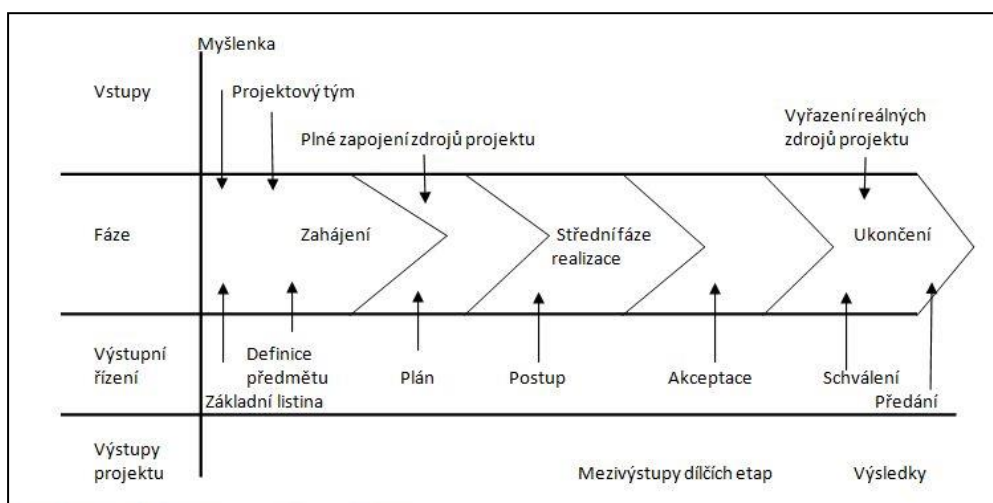 Myšlenka
Vstupy
Projektový tým
Plné zapojení zdrojů projektu
Vyřazení reálných
zdrojů projektu
Fáze
Zahájení
Střední fáze
realizace
Ukončení
Výstupní
řízení
Základní listina
Definice
předmětu
Plán
Postup
Akceptace
Schválení
Předání
Výstupy
projektu
Mezivýstupy dílčích etap
Výsledky